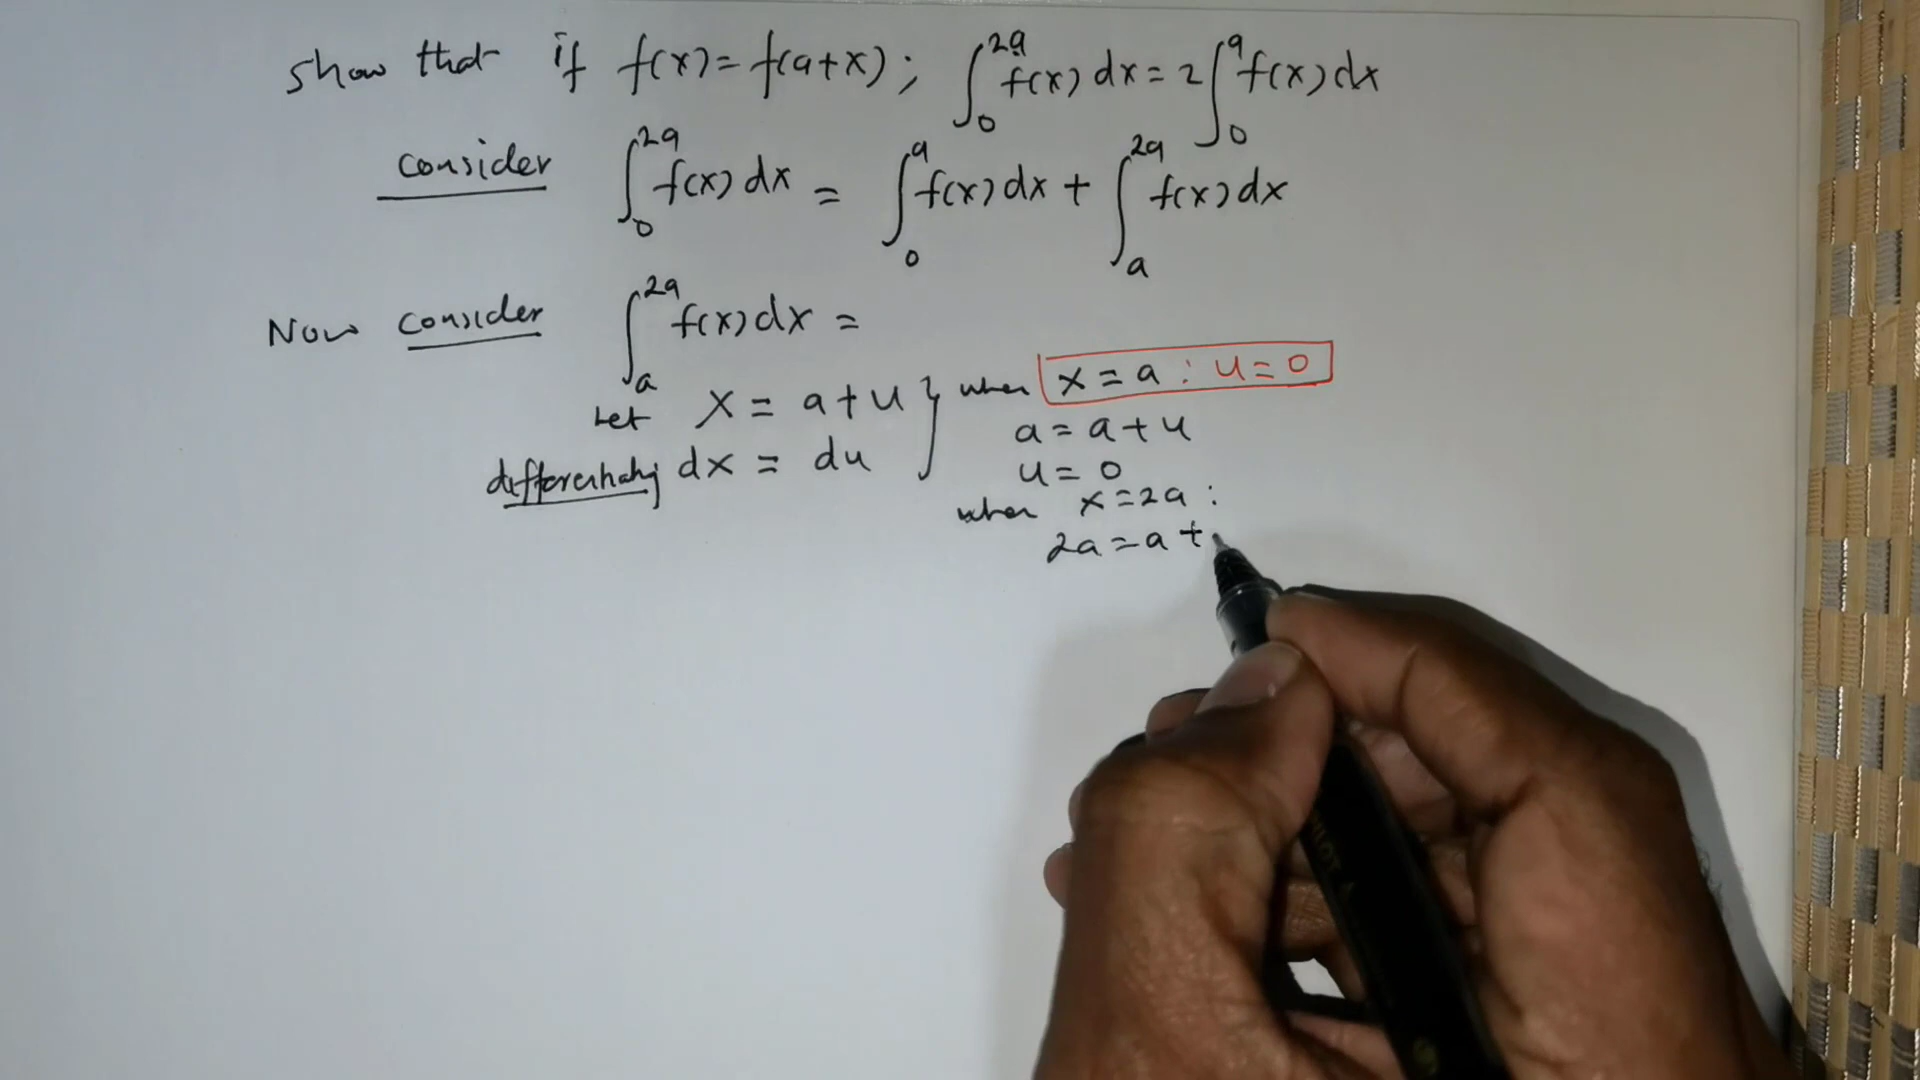 show that if f(x) = f(a+x); ∫₀²ᵃ f(x) dx = 2∫₀ᵃ f(x) dx
consider ∫₀²ᵃ f(x) dx = ∫₀ᵃ f(x) dx + ∫ₐ²ᵃ f(x) dx
Now consider ∫ₐ²ᵃ f(x) dx =
Let x = a+u } when x = a : u = 0
a = a+u
differentiating dx = du
u = 0
when x = 2a :
2a = a +